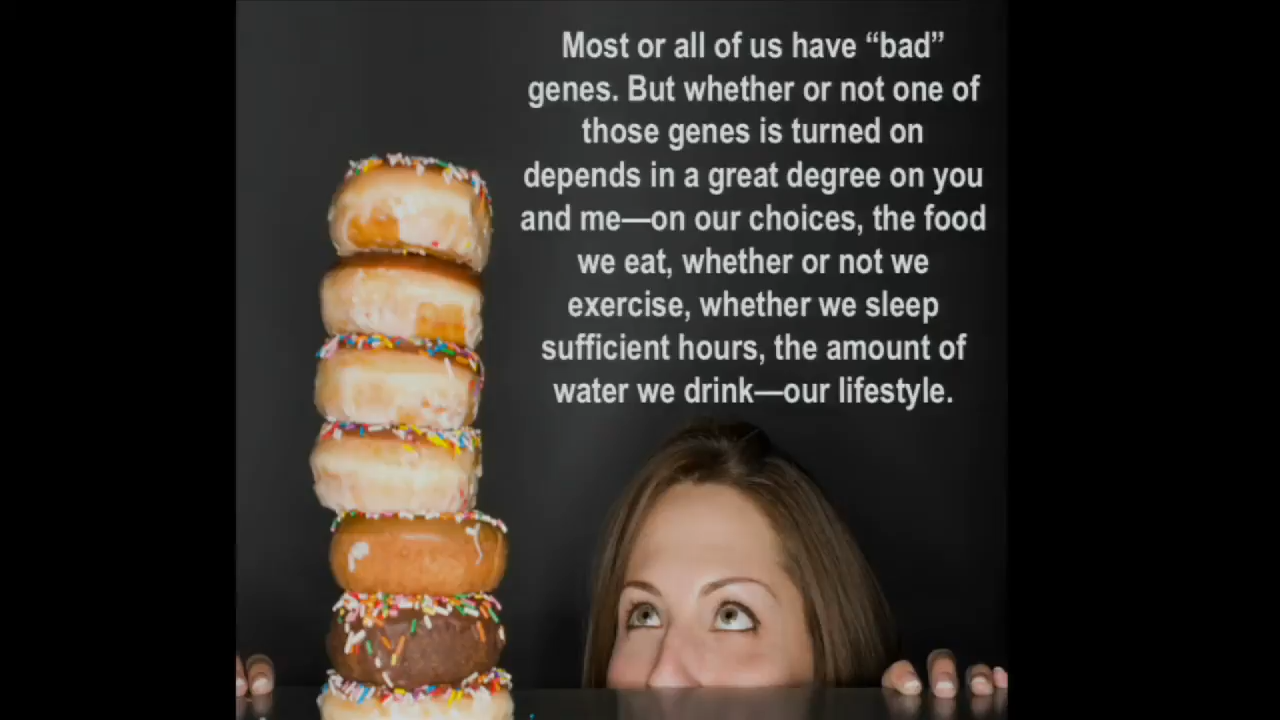 Most or all of us have “bad”
genes. But whether or not one of
those genes is turned on
depends in a great degree on you
and me—on our choices, the food
we eat, whether or not we
exercise, whether we sleep
sufficient hours, the amount of
water we drink—our lifestyle.